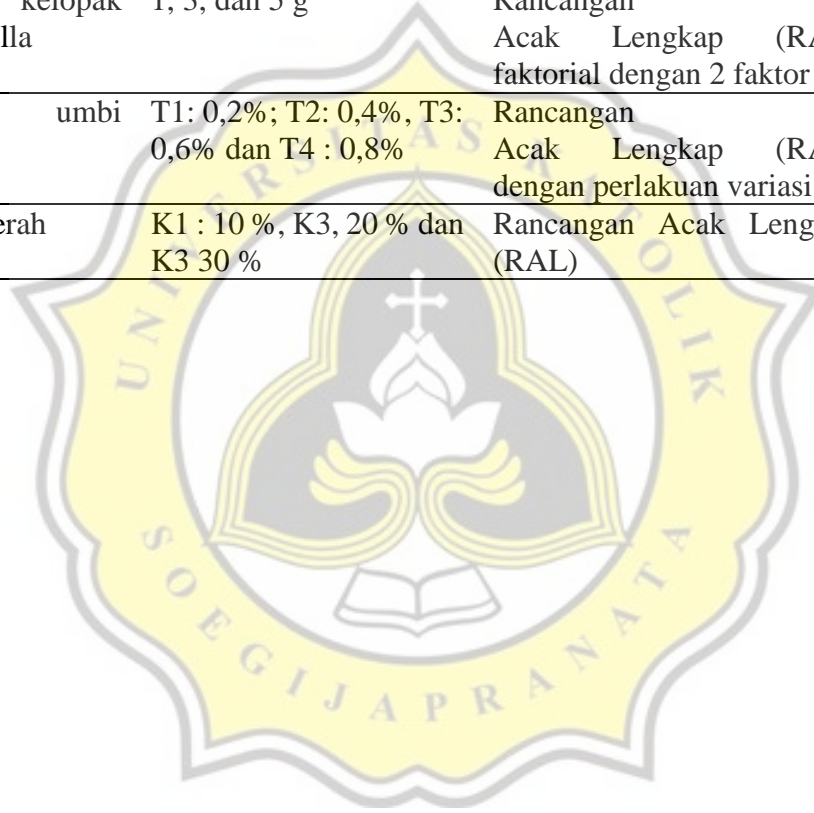 kelopak 1, 3, dan 5 g Rancangan
lla Acak Lengkap (RA
faktorial dengan 2 faktor
umbi T1: 0,2%; T2: 0,4%, T3: Rancangan
0,6% dan T4 : 0,8% Acak Lengkap (RA
dengan perlakuan variasi
erah K1 : 10 %, K3, 20 % dan Rancangan Acak Leng
K3 30 % (RAL)
UNIVERSITAS KATOLIK
SOEGIJAPRANATA